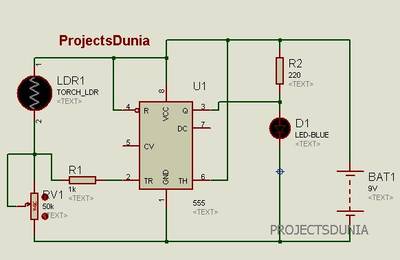 ProjectsDunia
LDR1
TORCH_LDR
<TEXT>
1
2
U1
8
VCC
4
R
Q
3
DC
7
5
CV
2
TR
TH
6
GND
1
555
<TEXT>
R2
220
<TEXT>
D1
LED-BLUE
<TEXT>
R1
1k
<TEXT>
RV1
50k
<TEXT>
BAT1
9V
<TEXT>
PROJECTSDUNIA